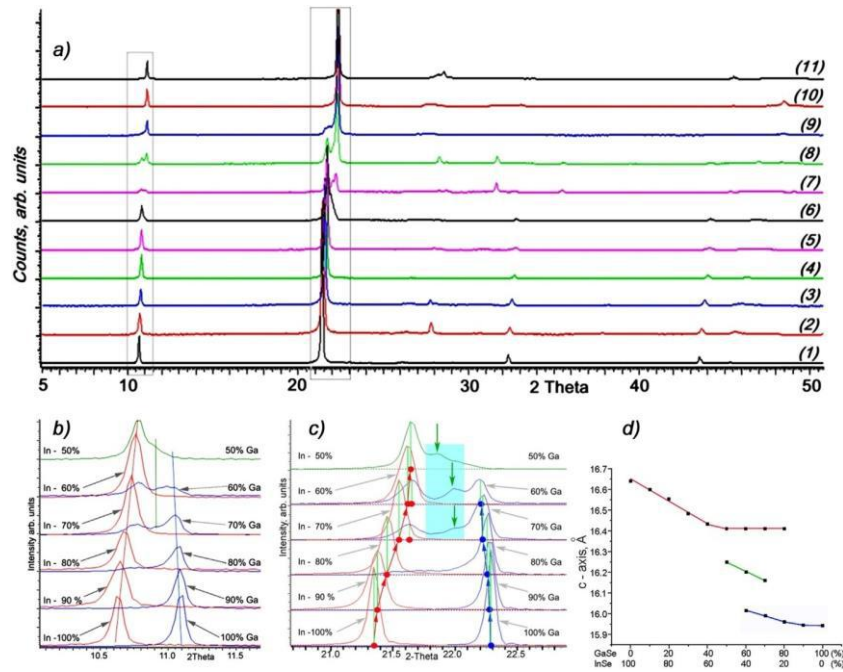 a)
Counts, arb. units
(11)
(10)
(9)
(8)
(7)
(6)
(5)
(4)
(3)
(2)
(1)
5 10 20 30 2 Theta 40 50
b)
Intensity arb. units
In - 50% 50% Ga
In - 60% 60% Ga
In - 70% 70% Ga
In - 80% 80% Ga
In - 90 % 90% Ga
In -100% 100% Ga
10.5 11.0 2Theta 11.5
c)
Intensity, arb. units
In - 50% 50% Ga
In - 60% 60% Ga
In - 70% 70% Ga
In - 80% 80% Ga
In - 90 % 90% Ga
In -100% 100% Ga
21.0 21.5 2-Theta 22.0 22.5
d)
c - axis, Å
16.7
16.6
16.5
16.4
16.3
16.2
16.1
16.0
15.9
GaSe 0 20 40 60 80 100 (%)
InSe 100 80 60 40 20 0 (%)